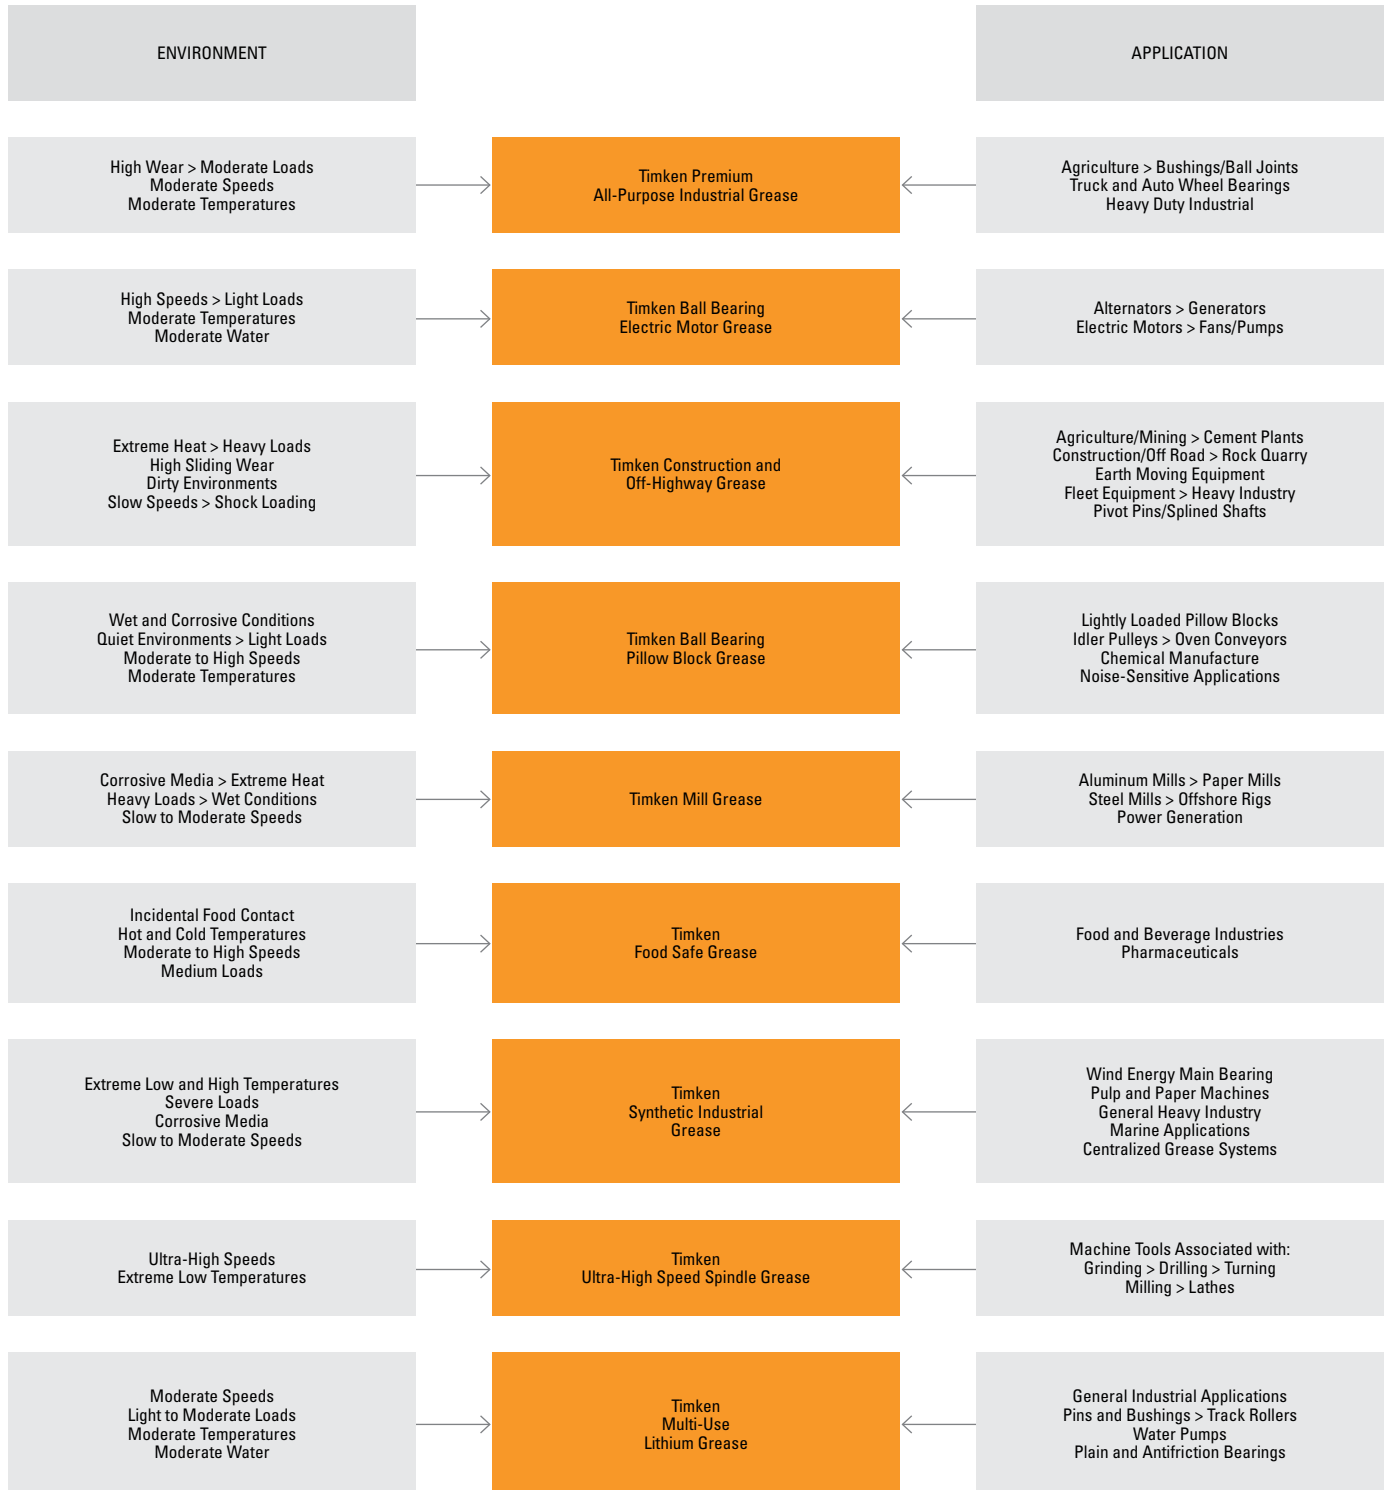 ENVIRONMENT
APPLICATION
High Wear > Moderate Loads
Moderate Speeds
Moderate Temperatures
Timken Premium
All-Purpose Industrial Grease
Agriculture > Bushings/Ball Joints
Truck and Auto Wheel Bearings
Heavy Duty Industrial
High Speeds > Light Loads
Moderate Temperatures
Moderate Water
Timken Ball Bearing
Electric Motor Grease
Alternators > Generators
Electric Motors > Fans/Pumps
Extreme Heat > Heavy Loads
High Sliding Wear
Dirty Environments
Slow Speeds > Shock Loading
Timken Construction and
Off-Highway Grease
Agriculture/Mining > Cement Plants
Construction/Off Road > Rock Quarry
Earth Moving Equipment
Fleet Equipment > Heavy Industry
Pivot Pins/Splined Shafts
Wet and Corrosive Conditions
Quiet Environments > Light Loads
Moderate to High Speeds
Moderate Temperatures
Timken Ball Bearing
Pillow Block Grease
Lightly Loaded Pillow Blocks
Idler Pulleys > Oven Conveyors
Chemical Manufacture
Noise-Sensitive Applications
Corrosive Media > Extreme Heat
Heavy Loads > Wet Conditions
Slow to Moderate Speeds
Timken Mill Grease
Aluminum Mills > Paper Mills
Steel Mills > Offshore Rigs
Power Generation
Incidental Food Contact
Hot and Cold Temperatures
Moderate to High Speeds
Medium Loads
Timken
Food Safe Grease
Food and Beverage Industries
Pharmaceuticals
Extreme Low and High Temperatures
Severe Loads
Corrosive Media
Slow to Moderate Speeds
Timken
Synthetic Industrial
Grease
Wind Energy Main Bearing
Pulp and Paper Machines
General Heavy Industry
Marine Applications
Centralized Grease Systems
Ultra-High Speeds
Extreme Low Temperatures
Timken
Ultra-High Speed Spindle Grease
Machine Tools Associated with:
Grinding > Drilling > Turning
Milling > Lathes
Moderate Speeds
Light to Moderate Loads
Moderate Temperatures
Moderate Water
Timken
Multi-Use
Lithium Grease
General Industrial Applications
Pins and Bushings > Track Rollers
Water Pumps
Plain and Antifriction Bearings